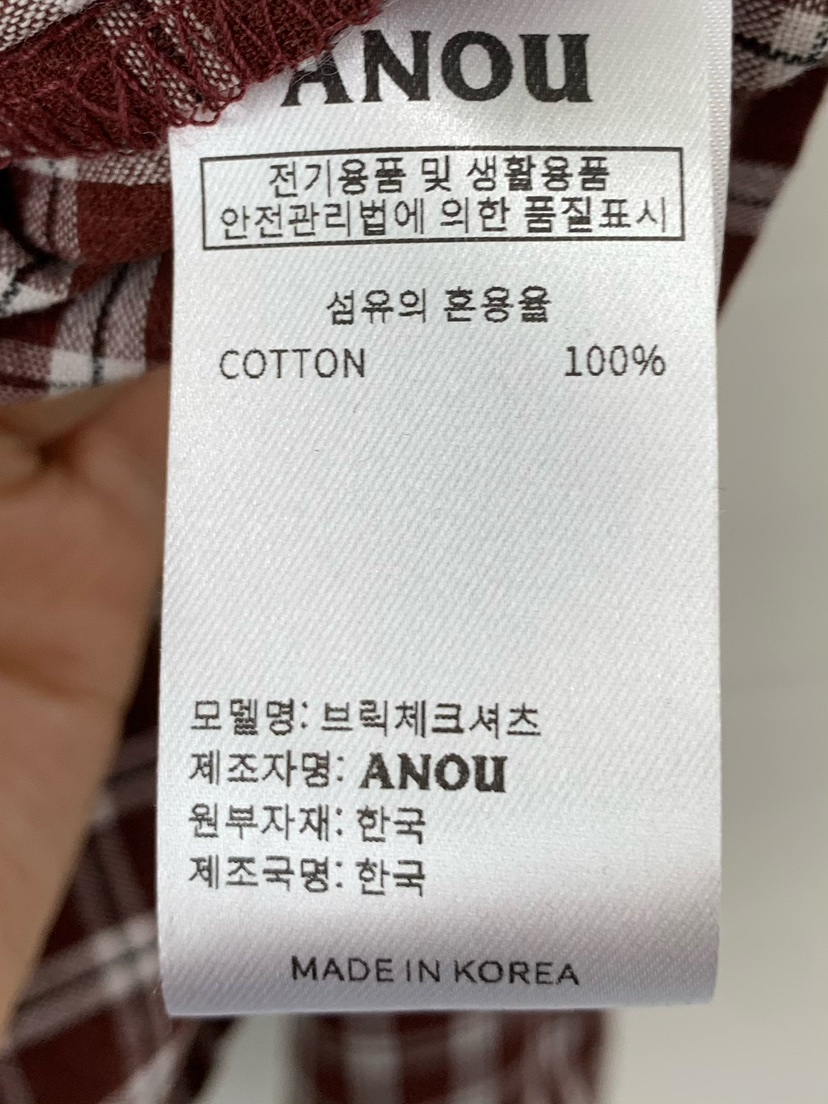 ANOU
전기용품 및 생활용품
안전관리법에 의한 품질표시
섬유의 혼용율
COTTON 100%
모델명: 브릭체크셔츠
제조자명: ANOU
원부자재: 한국
제조국명: 한국
MADE IN KOREA